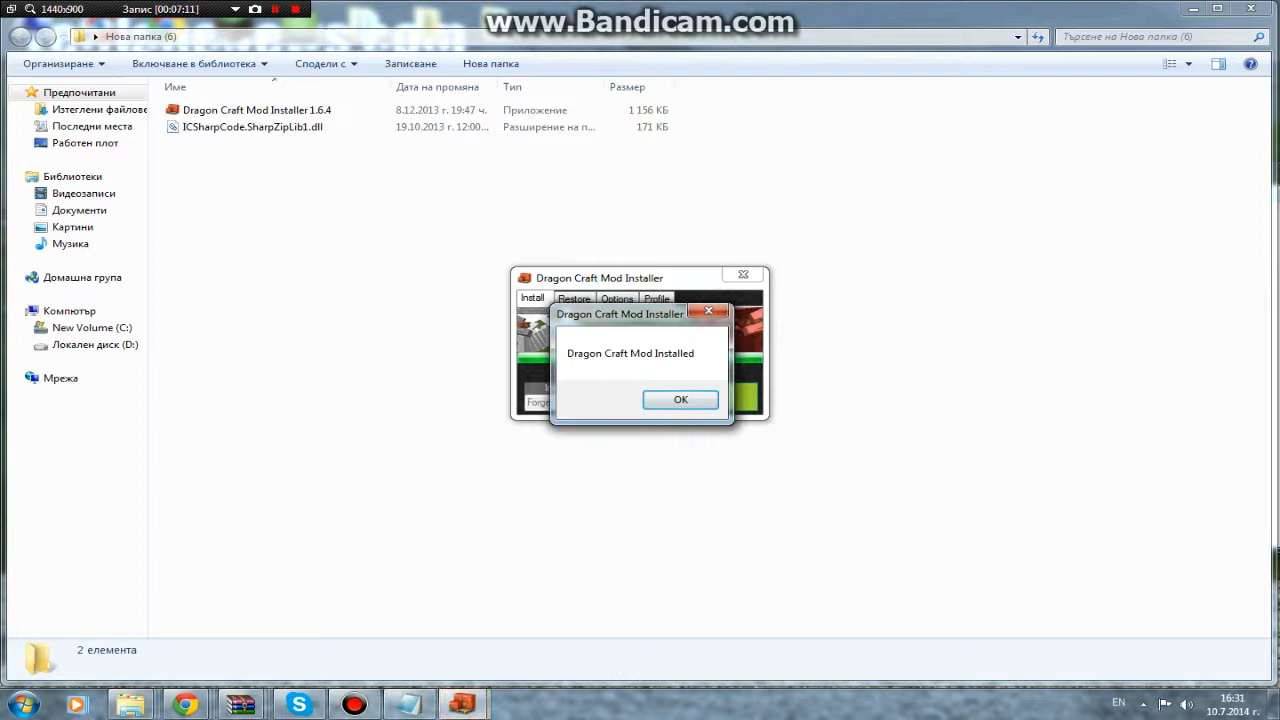 1440x900 Запис [00:07:11]
www.Bandicam.com
Нова папка (6) Търсене на Нова папка (6)
Организиране Включване в библиотека Сподели с Записване Нова папка
Име Дата на промяна Тип Размер
Предпочитани
Изтеглени файлове
Последни места
Работен плот
Библиотеки
Видеозаписи
Документи
Картини
Музика
Домашна група
Компютър
New Volume (C:)
Локален диск (D:)
Мрежа
Dragon Craft Mod Installer 1.6.4 8.12.2013 г. 19:47 ч. Приложение 1 156 КБ
ICSharpCode.SharpZipLib1.dll 19.10.2013 г. 12:00... Разширение на п... 171 КБ
Dragon Craft Mod Installer
Install Restore Options Profile
Dragon Craft Mod Installer
Dragon Craft Mod Installed
OK
Forge
2 елемента
EN 16:31
10.7.2014 г.